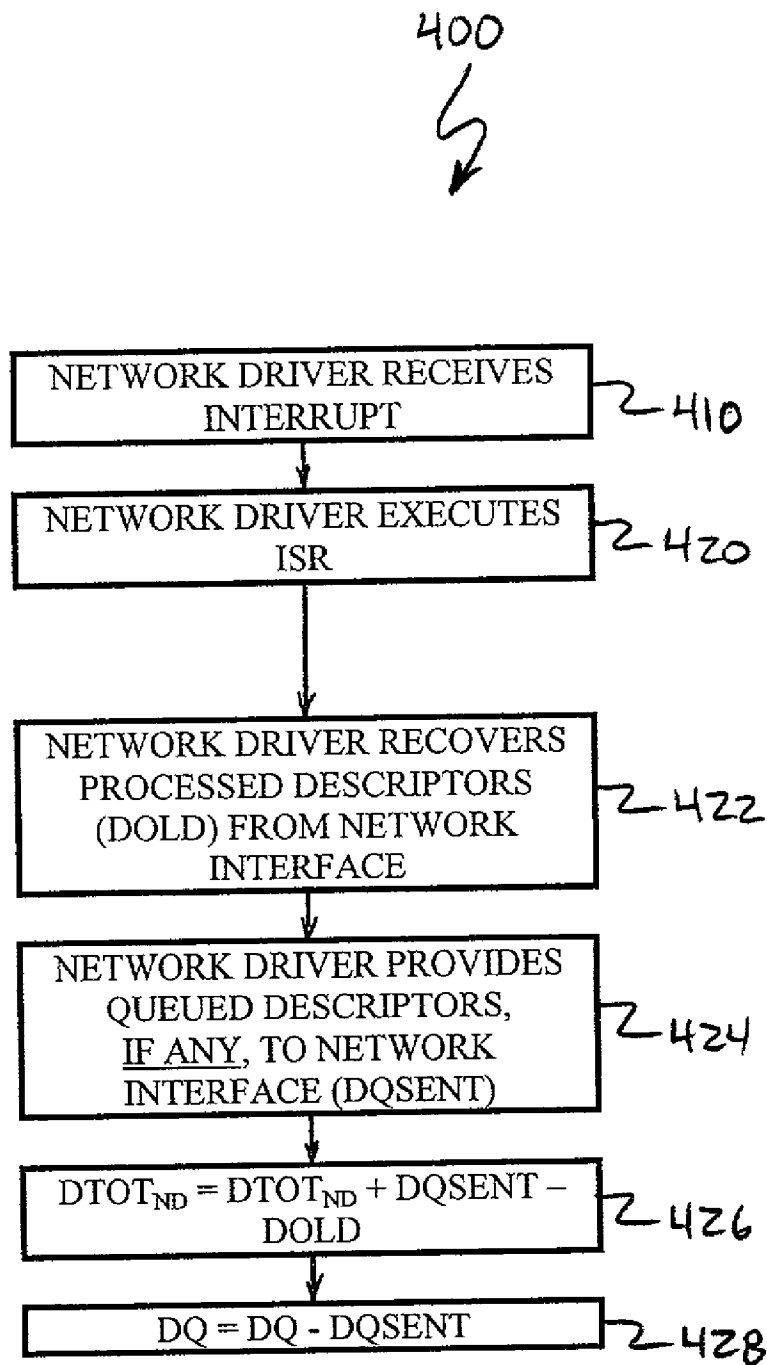 400
NETWORK DRIVER RECEIVES
INTERRUPT
410
NETWORK DRIVER EXECUTES
ISR
420
NETWORK DRIVER RECOVERS
PROCESSED DESCRIPTORS
(DOLD) FROM NETWORK
INTERFACE
422
NETWORK DRIVER PROVIDES
QUEUED DESCRIPTORS,
IF ANY, TO NETWORK
INTERFACE (DQSENT)
424
DTOT_ND = DTOT_ND + DQSENT –
DOLD
426
DQ = DQ - DQSENT
428